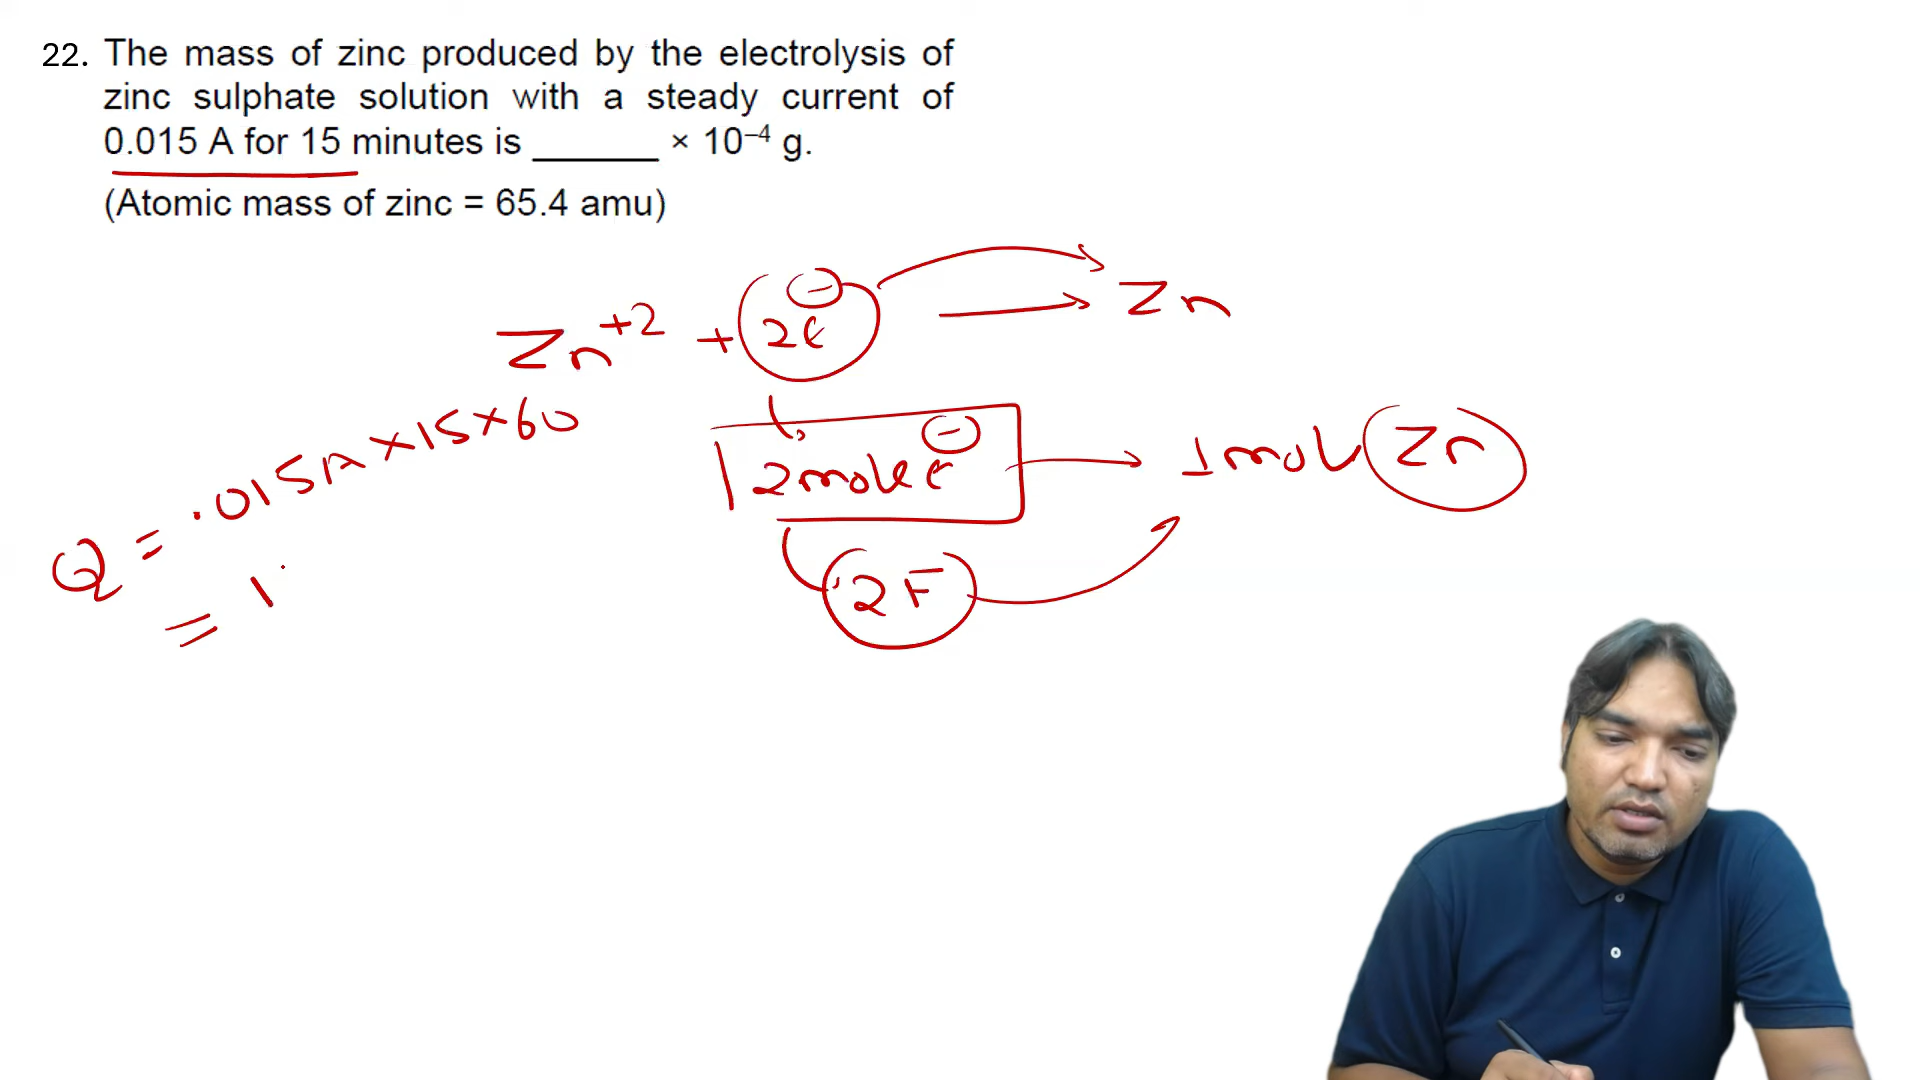 22. The mass of zinc produced by the electrolysis of
zinc sulphate solution with a steady current of
0.015 A for 15 minutes is ______ × 10⁻⁴ g.
(Atomic mass of zinc = 65.4 amu)
Zn⁺² + 2e⁻ → Zn
2mole e⁻ → 1mol Zn
2F
Q = .015A×15×60
= 1